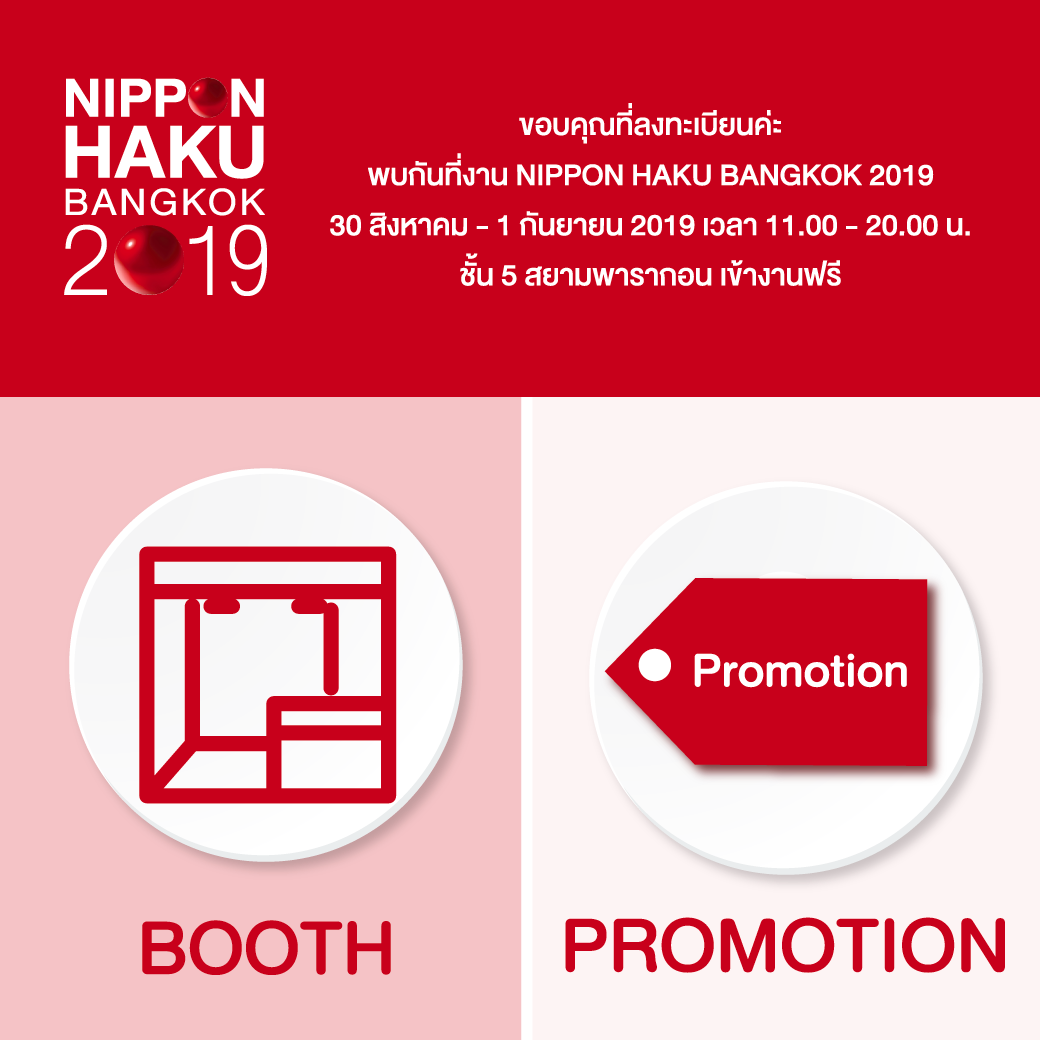 NIPPON
HAKU
BANGKOK
2019
ขอบคุณที่ลงทะเบียนค่ะ
พบกันที่งาน NIPPON HAKU BANGKOK 2019
30 สิงหาคม - 1 กันยายน 2019 เวลา 11.00 - 20.00 น.
ชั้น 5 สยามพารากอน เข้างานฟรี
Promotion
BOOTH
PROMOTION